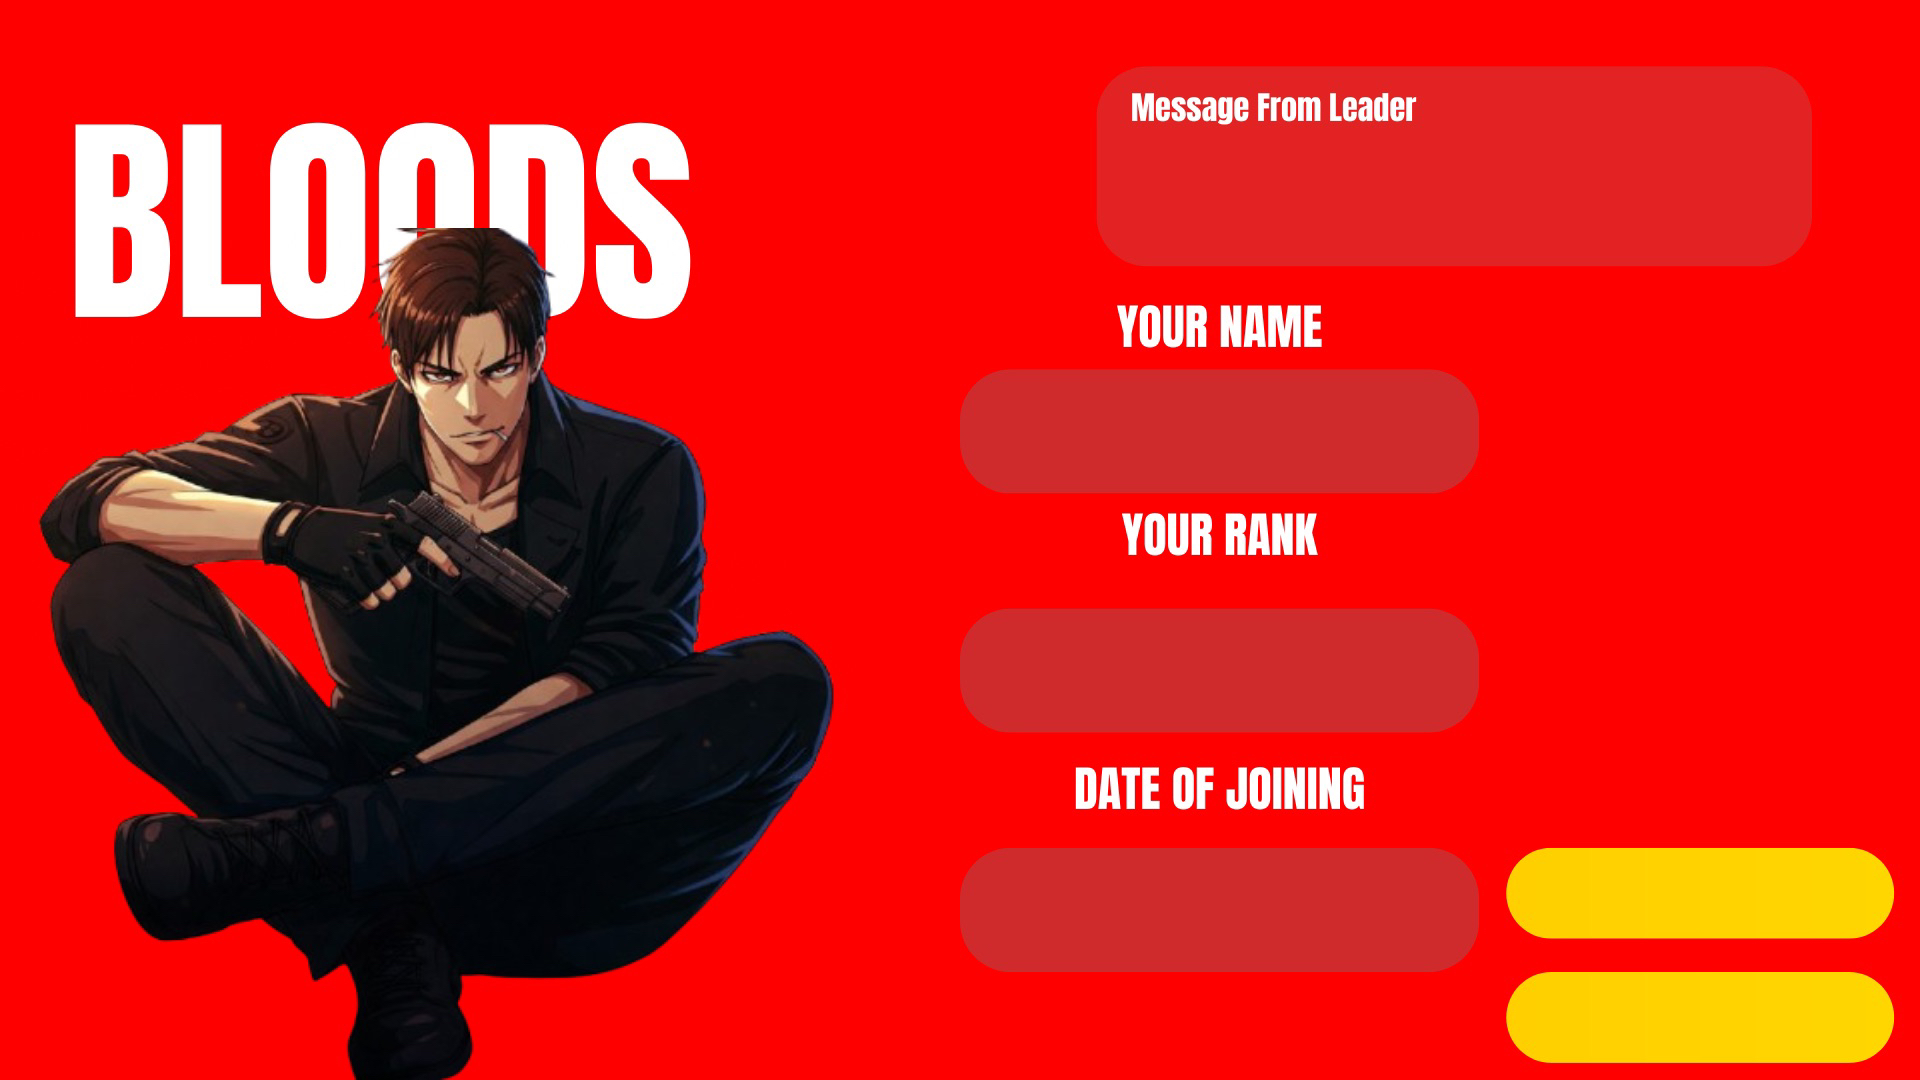 BLOODS
Message From Leader
YOUR NAME
YOUR RANK
DATE OF JOINING